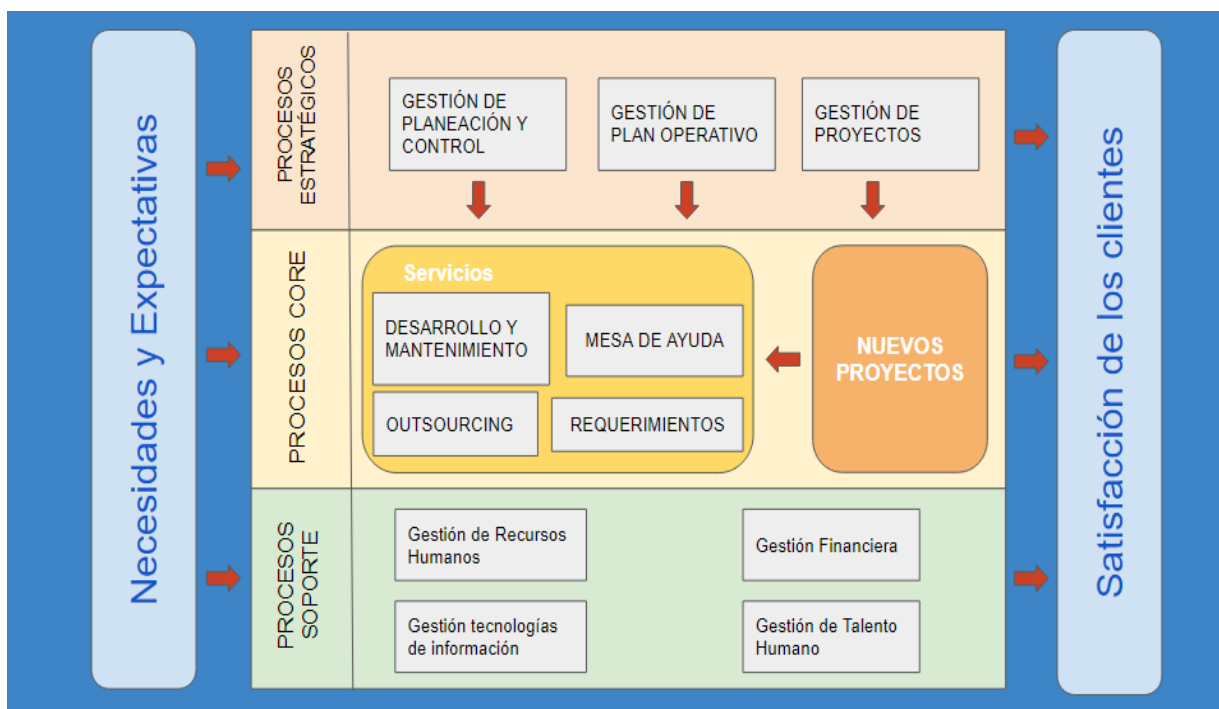 Necesidades y Expectativas
PROCESOS
ESTRATÉGICOS
GESTIÓN DE
PLANEACIÓN Y
CONTROL
GESTIÓN DE
PLAN OPERATIVO
GESTIÓN DE
PROYECTOS
PROCESOS CORE
Servicios
DESARROLLO Y
MANTENIMIENTO
MESA DE AYUDA
OUTSOURCING
REQUERIMIENTOS
NUEVOS
PROYECTOS
PROCESOS
SOPORTE
Gestión de Recursos
Humanos
Gestión Financiera
Gestión tecnologías
de información
Gestión de Talento
Humano
Satisfacción de los clientes